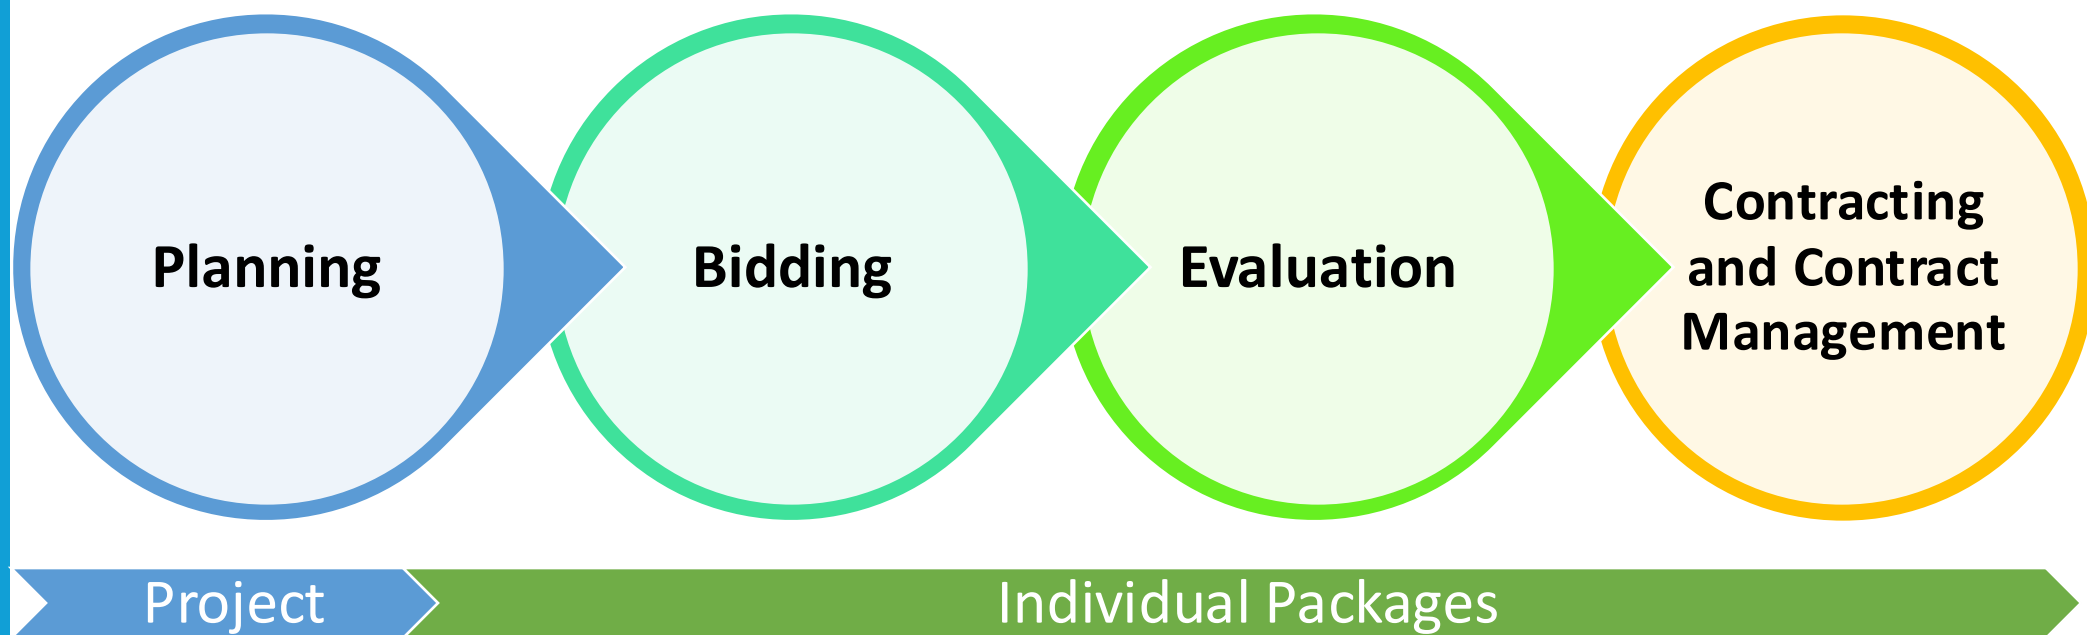 Planning
Bidding
Evaluation
Contracting
and Contract
Management
Project
Individual Packages